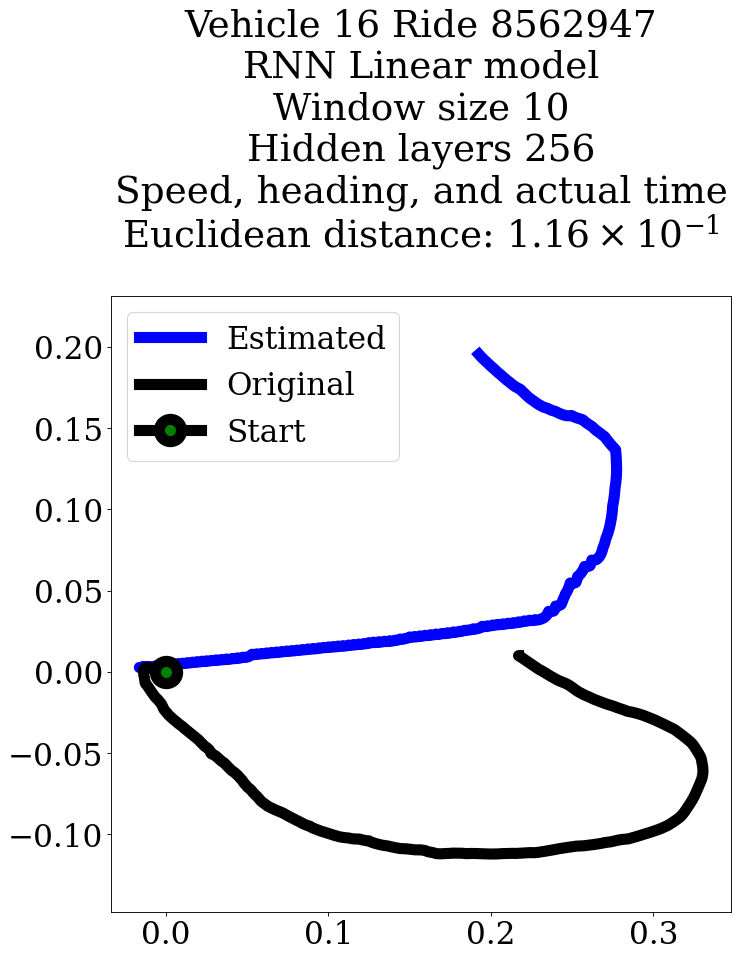 Vehicle 16 Ride 8562947
RNN Linear model
Window size 10
Hidden layers 256
Speed, heading, and actual time
Euclidean distance: 1.16 × 10⁻¹
Estimated
Original
Start
0.20
0.15
0.10
0.05
0.00
−0.05
−0.10
0.0 0.1 0.2 0.3